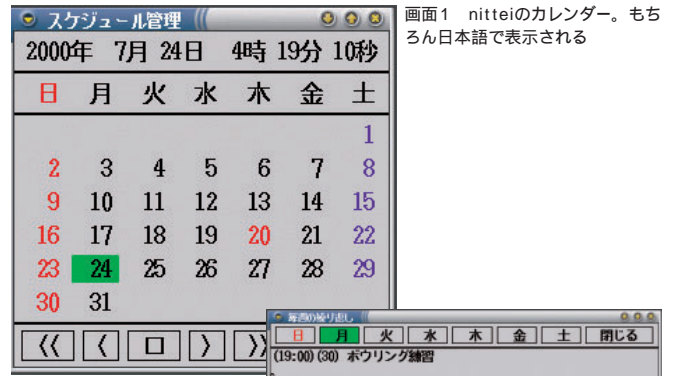 スケジュール管理
2000年 7月 24日 4時 19分 10秒
日 月 火 水 木 金 土
1
2 3 4 5 6 7 8
9 10 11 12 13 14 15
16 17 18 19 20 21 22
23 24 25 26 27 28 29
30 31
《 〈 □ 〉 》
画面1 nitteiのカレンダー。もち
ろん日本語で表示される
毎週の繰り返し
日 月 火 水 木 金 土 閉じる
(19:00)(30) ボウリング練習